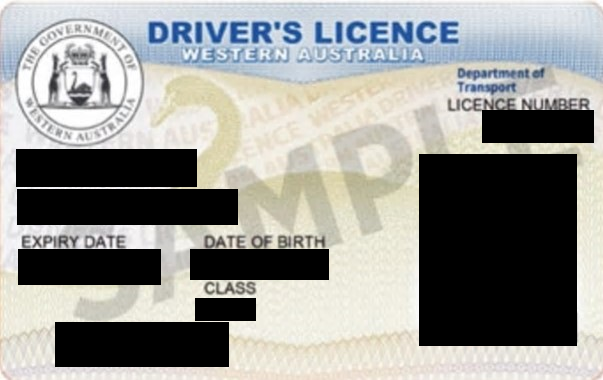 DRIVER'S LICENCE
WESTERN AUSTRALIA
THE GOVERNMENT OF
WESTERN AUSTRALIA
Department of
Transport
LICENCE NUMBER
SAMPLE
EXPIRY DATE
DATE OF BIRTH
CLASS